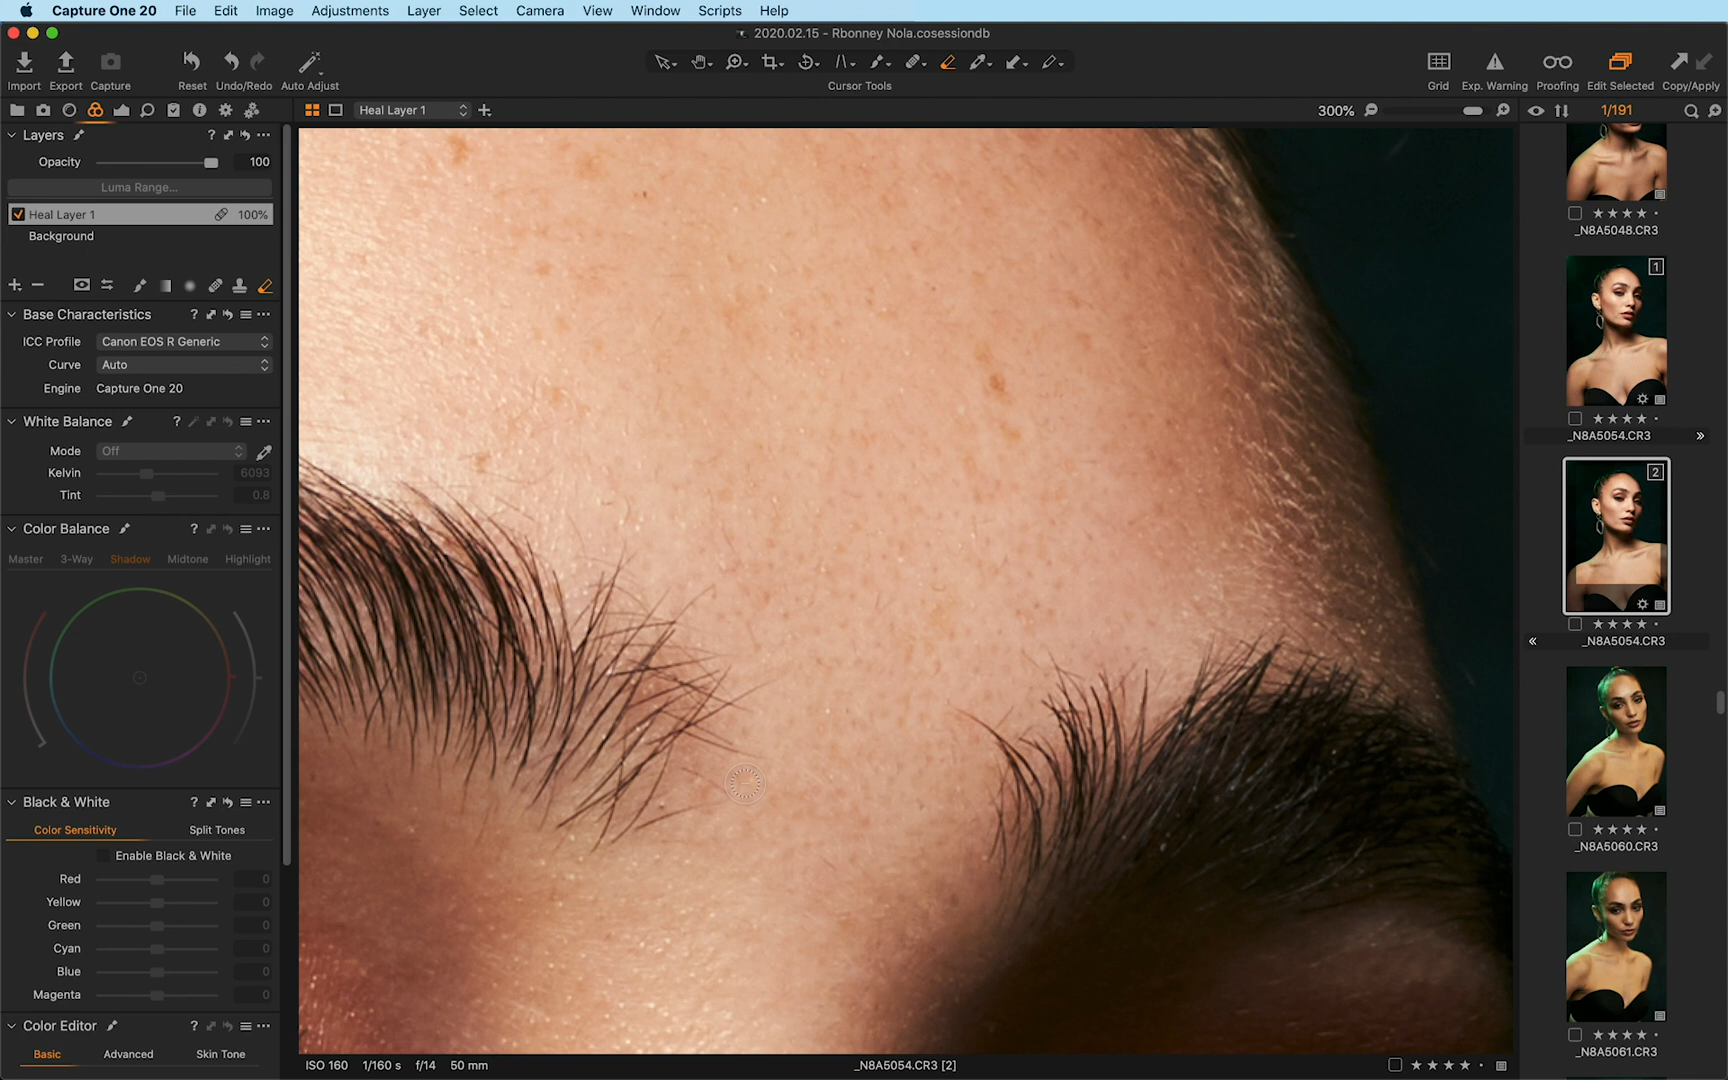 Capture One 20 File Edit Image Adjustments Layer Select Camera View Window Scripts Help
2020.02.15 - Rbonney Nola.cosessiondb
Import Export Capture Reset Undo/Redo Auto Adjust Cursor Tools Grid Exp. Warning Proofing Edit Selected Copy/Apply
Heal Layer 1 300% 1/191
Layers
Opacity 100
Luma Range...
Heal Layer 1 100%
Background
Base Characteristics
ICC Profile Canon EOS R Generic
Curve Auto
Engine Capture One 20
White Balance
Mode Off
Kelvin 6093
Tint 0.8
Color Balance
Master 3-Way Shadow Midtone Highlight
Black & White
Color Sensitivity Split Tones
Enable Black & White
Red 0
Yellow 0
Green 0
Cyan 0
Blue 0
Magenta 0
Color Editor
Basic Advanced Skin Tone
ISO 160 1/160 s f/14 50 mm _N8A5054.CR3 [2]
_N8A5048.CR3
1
_N8A5054.CR3
2
_N8A5054.CR3
_N8A5060.CR3
_N8A5061.CR3